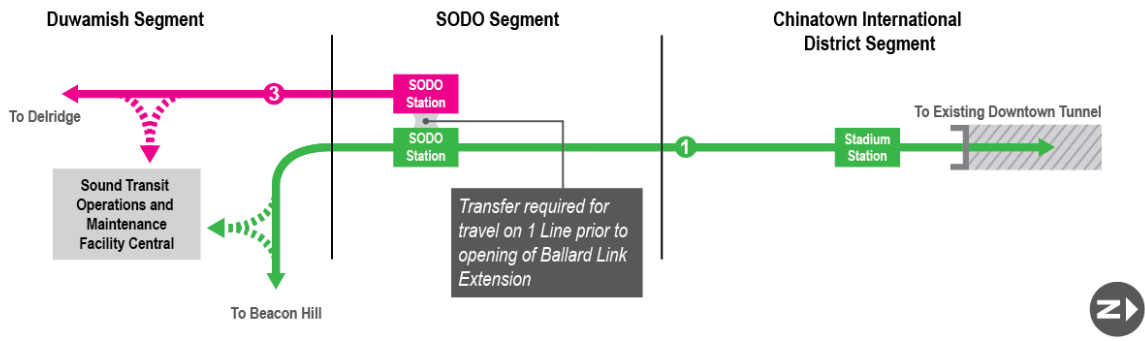 Duwamish Segment
SODO Segment
Chinatown International
District Segment
3
SODO
Station
To Delridge
To Existing Downtown Tunnel
SODO
Station
1
Stadium
Station
Sound Transit
Operations and
Maintenance
Facility Central
Transfer required for
travel on 1 Line prior to
opening of Ballard Link
Extension
To Beacon Hill
N